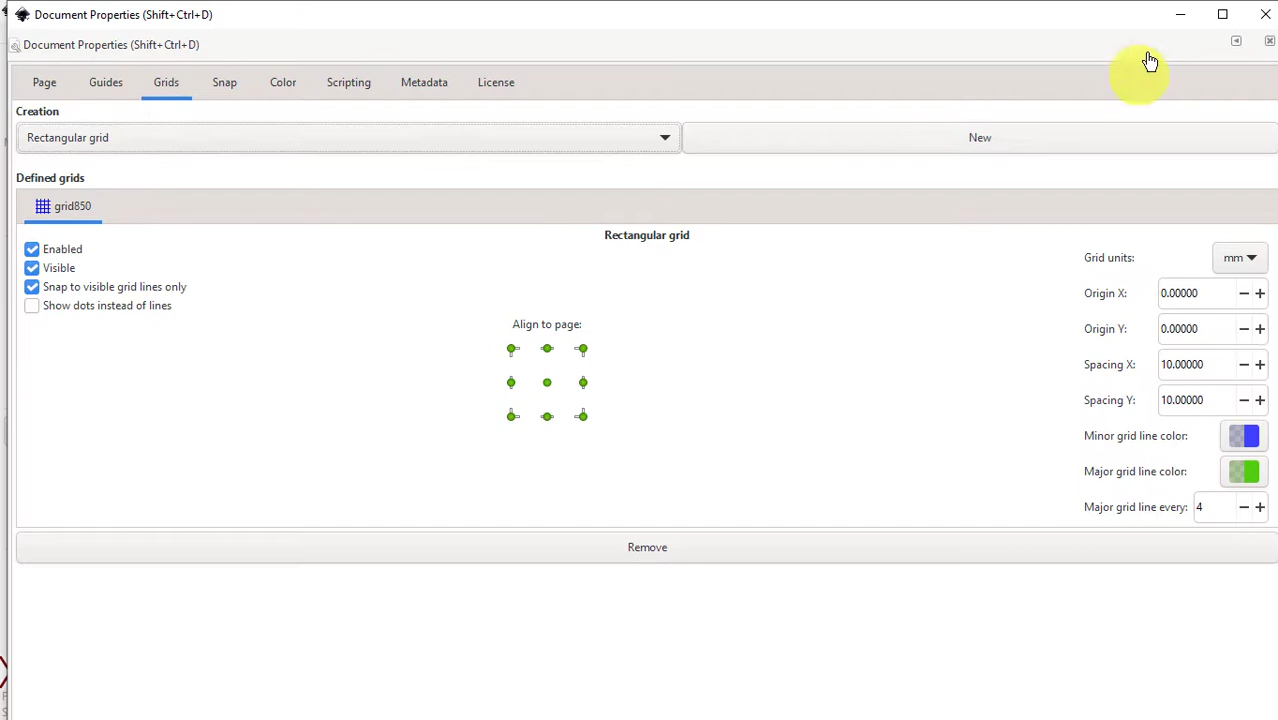 Document Properties (Shift+Ctrl+D)
Document Properties (Shift+Ctrl+D)
Page Guides Grids Snap Color Scripting Metadata License
Creation
Rectangular grid New
Defined grids
grid850
Rectangular grid
Enabled
Visible
Snap to visible grid lines only
Show dots instead of lines
Align to page:
Grid units: mm
Origin X: 0.00000
Origin Y: 0.00000
Spacing X: 10.00000
Spacing Y: 10.00000
Minor grid line color:
Major grid line color:
Major grid line every: 4
Remove